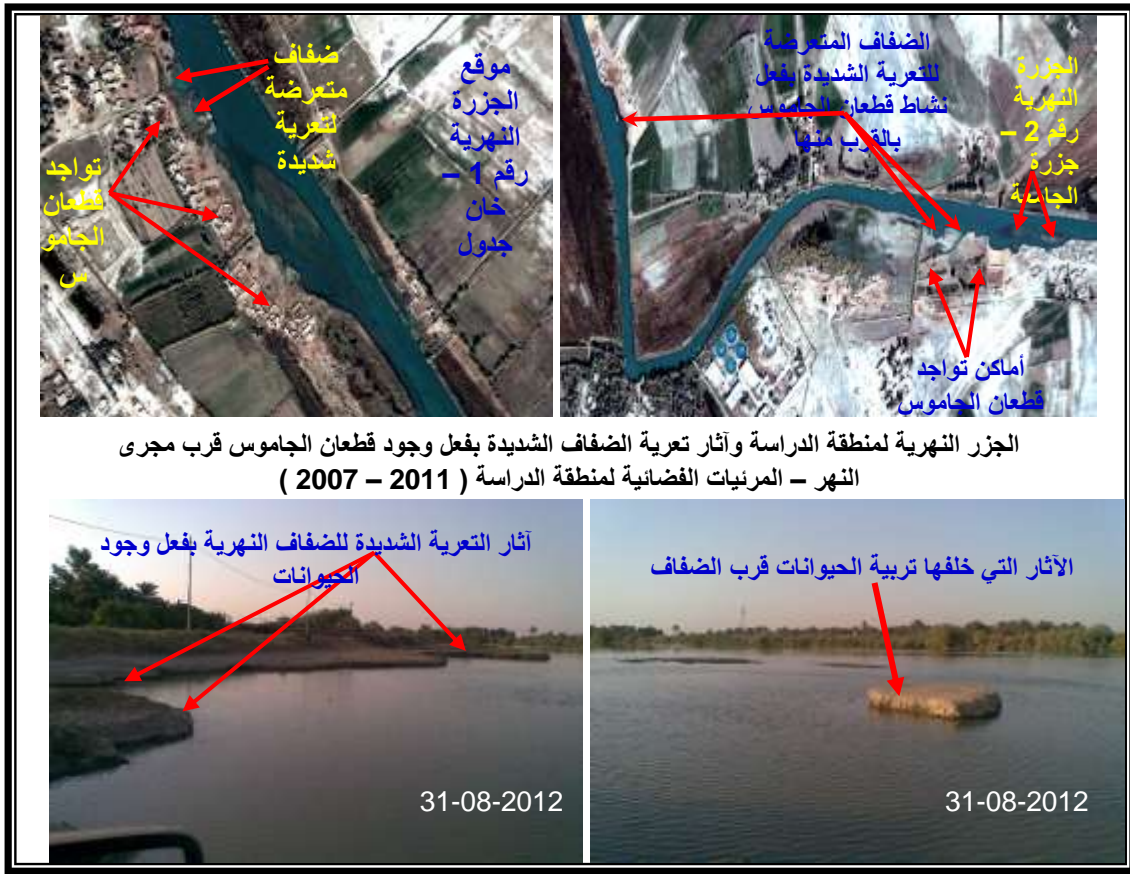 ضفاف
متعرضة
لتعرية
شديدة
موقع
الجزرة
النهرية
رقم 1 –
خان
جدول
تواجد
قطعان
الجامو
س
الضفاف المتعرضة
للتعرية الشديدة بفعل
نشاط قطعان الجاموس
بالقرب منها
الجزرة
النهرية
رقم 2 –
جزرة
أماكن تواجد
قطعان الجاموس
الجزر النهرية لمنطقة الدراسة وآثار تعرية الضفاف الشديدة بفعل وجود قطعان الجاموس قرب مجرى
النهر – المرئيات الفضائية لمنطقة الدراسة ( 2011 – 2007 )
آثار التعرية الشديدة للضفاف النهرية بفعل وجود
الحيوانات
31-08-2012
الآثار التي خلفها تربية الحيوانات قرب الضفاف
31-08-2012